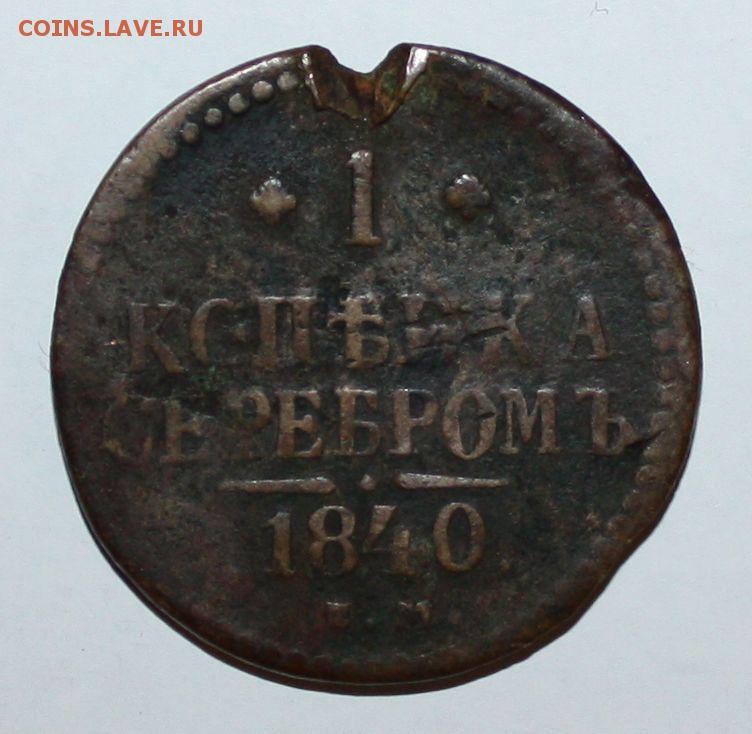 COINS.LAVE.RU
1
КОПѢЙКА
СЕРЕБРОМЪ
1840.